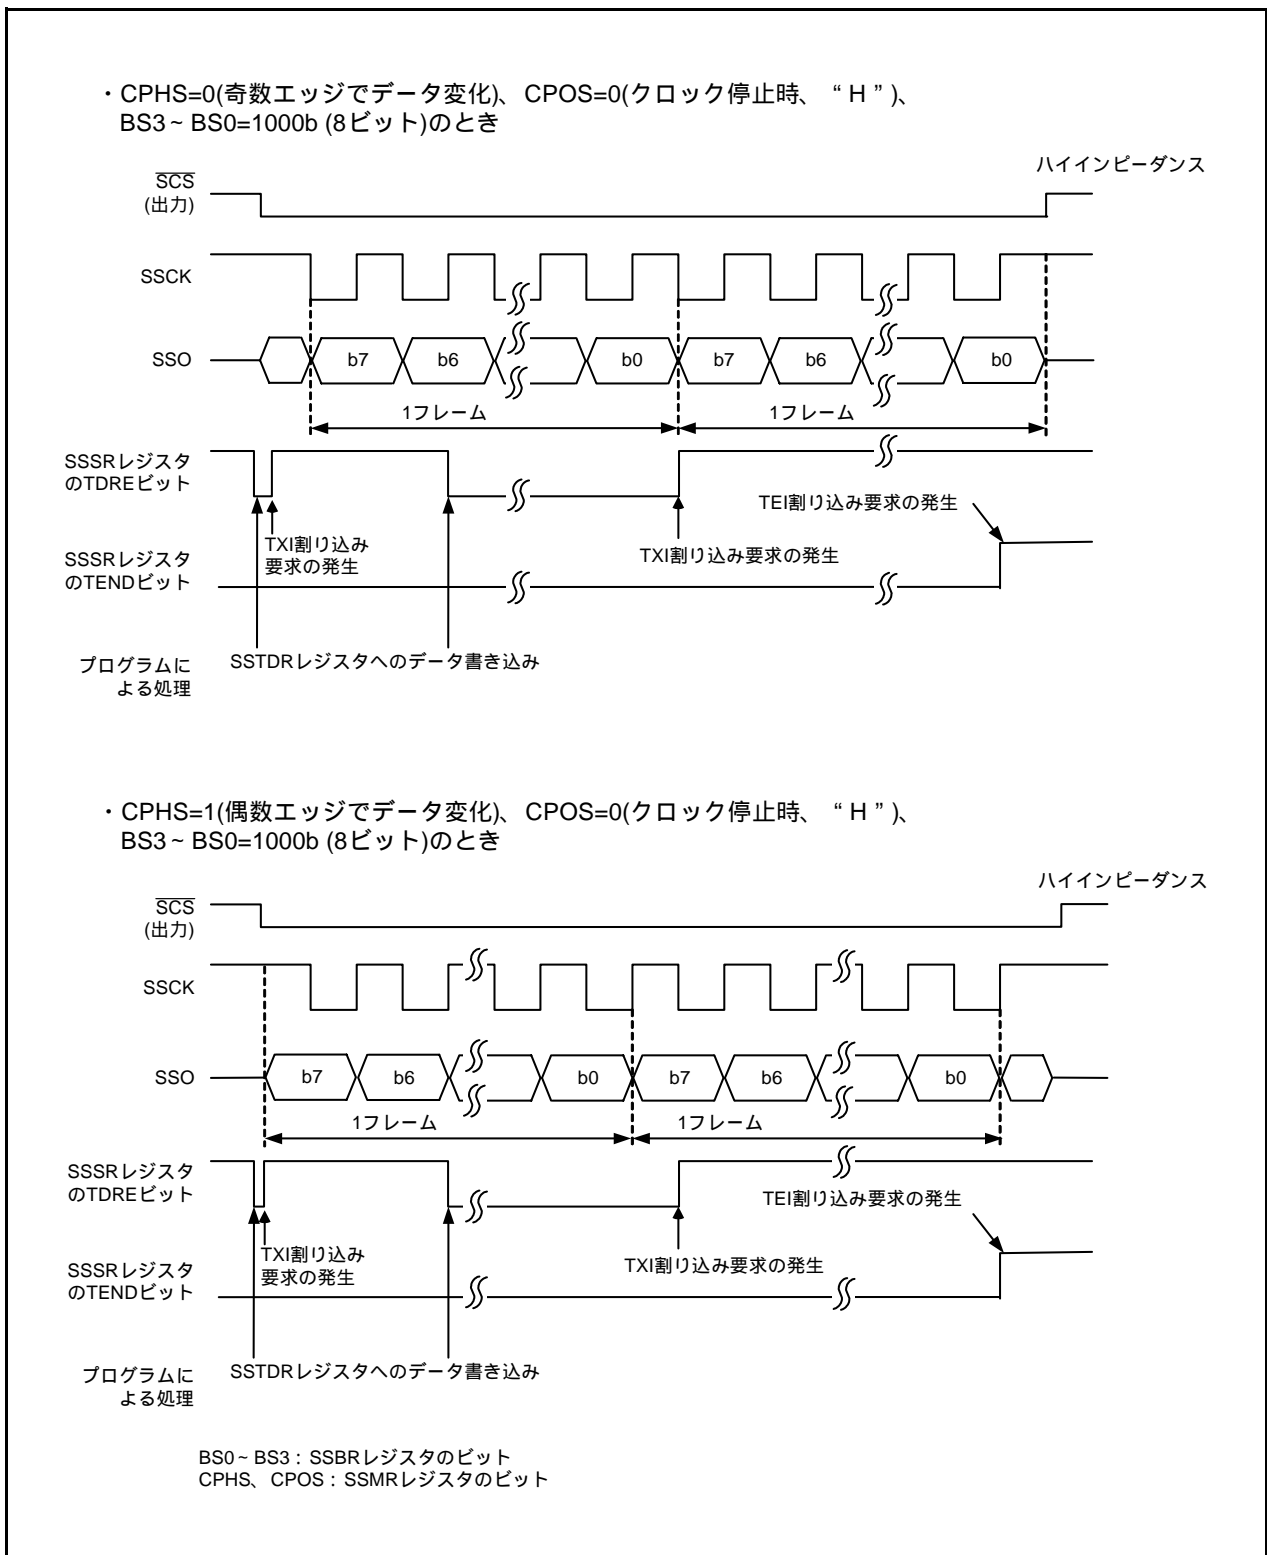 ・CPHS=0(奇数エッジでデータ変化)、CPOS=0(クロック停止時、“H”)、
BS3~BS0=1000b (8ビット)のとき
ハイインピーダンス
SCS
(出力)
SSCK
SSO
b7
b6
b0
b7
b6
b0
1フレーム
1フレーム
SSSRレジスタ
のTDREビット
TEI割り込み要求の発生
TXI割り込み
要求の発生
TXI割り込み要求の発生
SSSRレジスタ
のTENDビット
プログラムに
よる処理
SSTDRレジスタへのデータ書き込み
・CPHS=1(偶数エッジでデータ変化)、CPOS=0(クロック停止時、“H”)、
BS3~BS0=1000b (8ビット)のとき
ハイインピーダンス
SCS
(出力)
SSCK
SSO
b7
b6
b0
b7
b6
b0
1フレーム
1フレーム
SSSRレジスタ
のTDREビット
TEI割り込み要求の発生
TXI割り込み
要求の発生
TXI割り込み要求の発生
SSSRレジスタ
のTENDビット
プログラムに
よる処理
SSTDRレジスタへのデータ書き込み
BS0~BS3:SSBRレジスタのビット
CPHS、CPOS:SSMRレジスタのビット